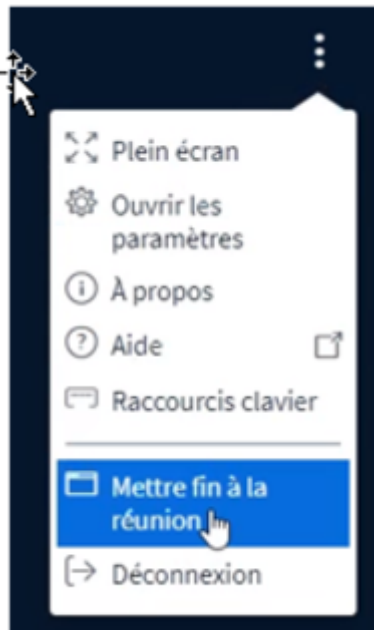 Plein écran
Ouvrir les
paramètres
À propos
Aide
Raccourcis clavier
Mettre fin à la
réunion
Déconnexion